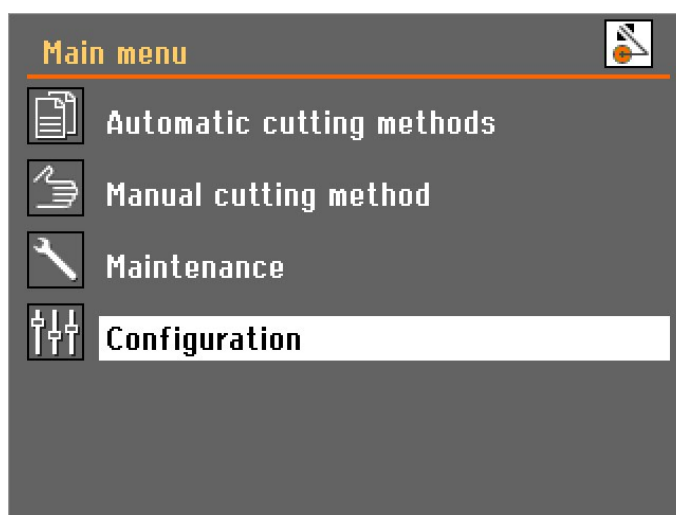 Main menu
Automatic cutting methods
Manual cutting method
Maintenance
Configuration